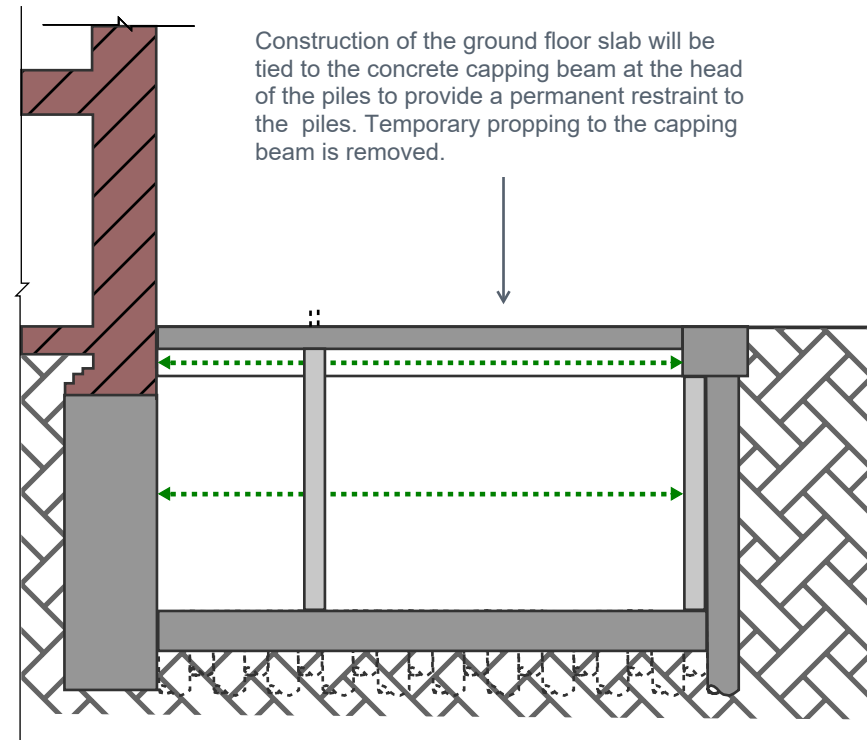 Construction of the ground floor slab will be
tied to the concrete capping beam at the head
of the piles to provide a permanent restraint to
the  piles. Temporary propping to the capping
beam is removed.